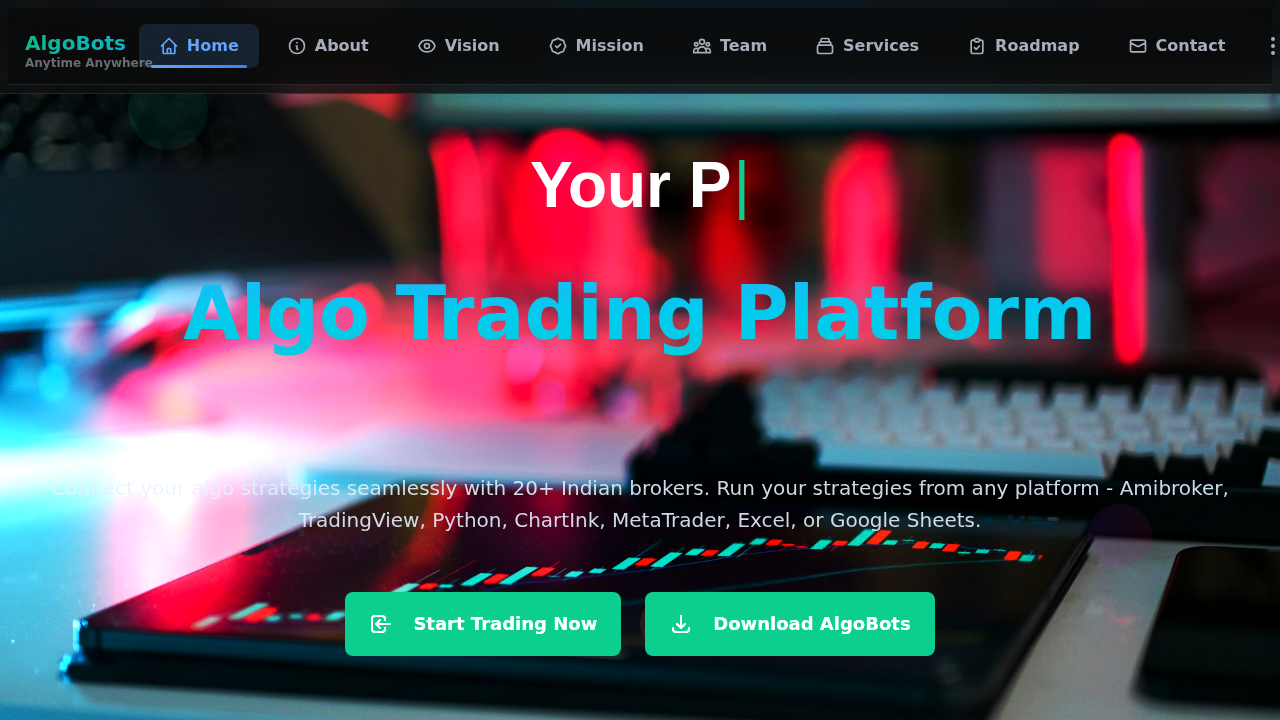 AlgoBots
Anytime Anywhere
Home
About
Vision
Mission
Team
Services
Roadmap
Contact
Your P
Algo Trading Platform
Connect your algo strategies seamlessly with 20+ Indian brokers. Run your strategies from any platform - Amibroker,
TradingView, Python, ChartInk, MetaTrader, Excel, or Google Sheets.
Start Trading Now
Download AlgoBots